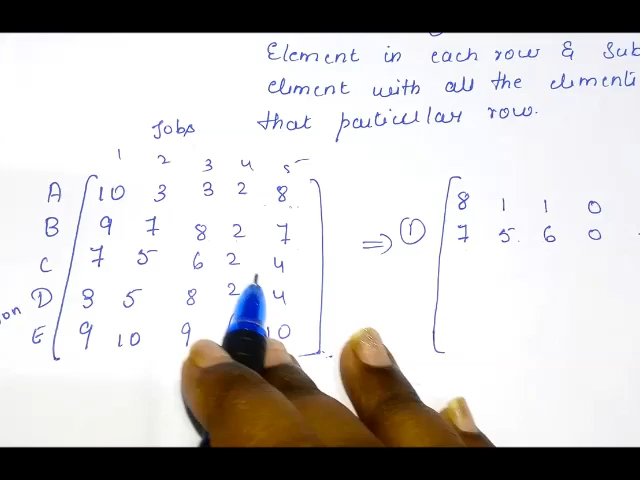 Element in each row & Sub
element with all the elements
that particular row.
Jobs
1 2 3 4 5
A 10 3 3 2 8
B 9 7 8 2 7
C 7 5 6 2 4
D 3 5 8 2 4
E 9 10 9 10
⇒ ①
8 1 1 0
7 5 6 0